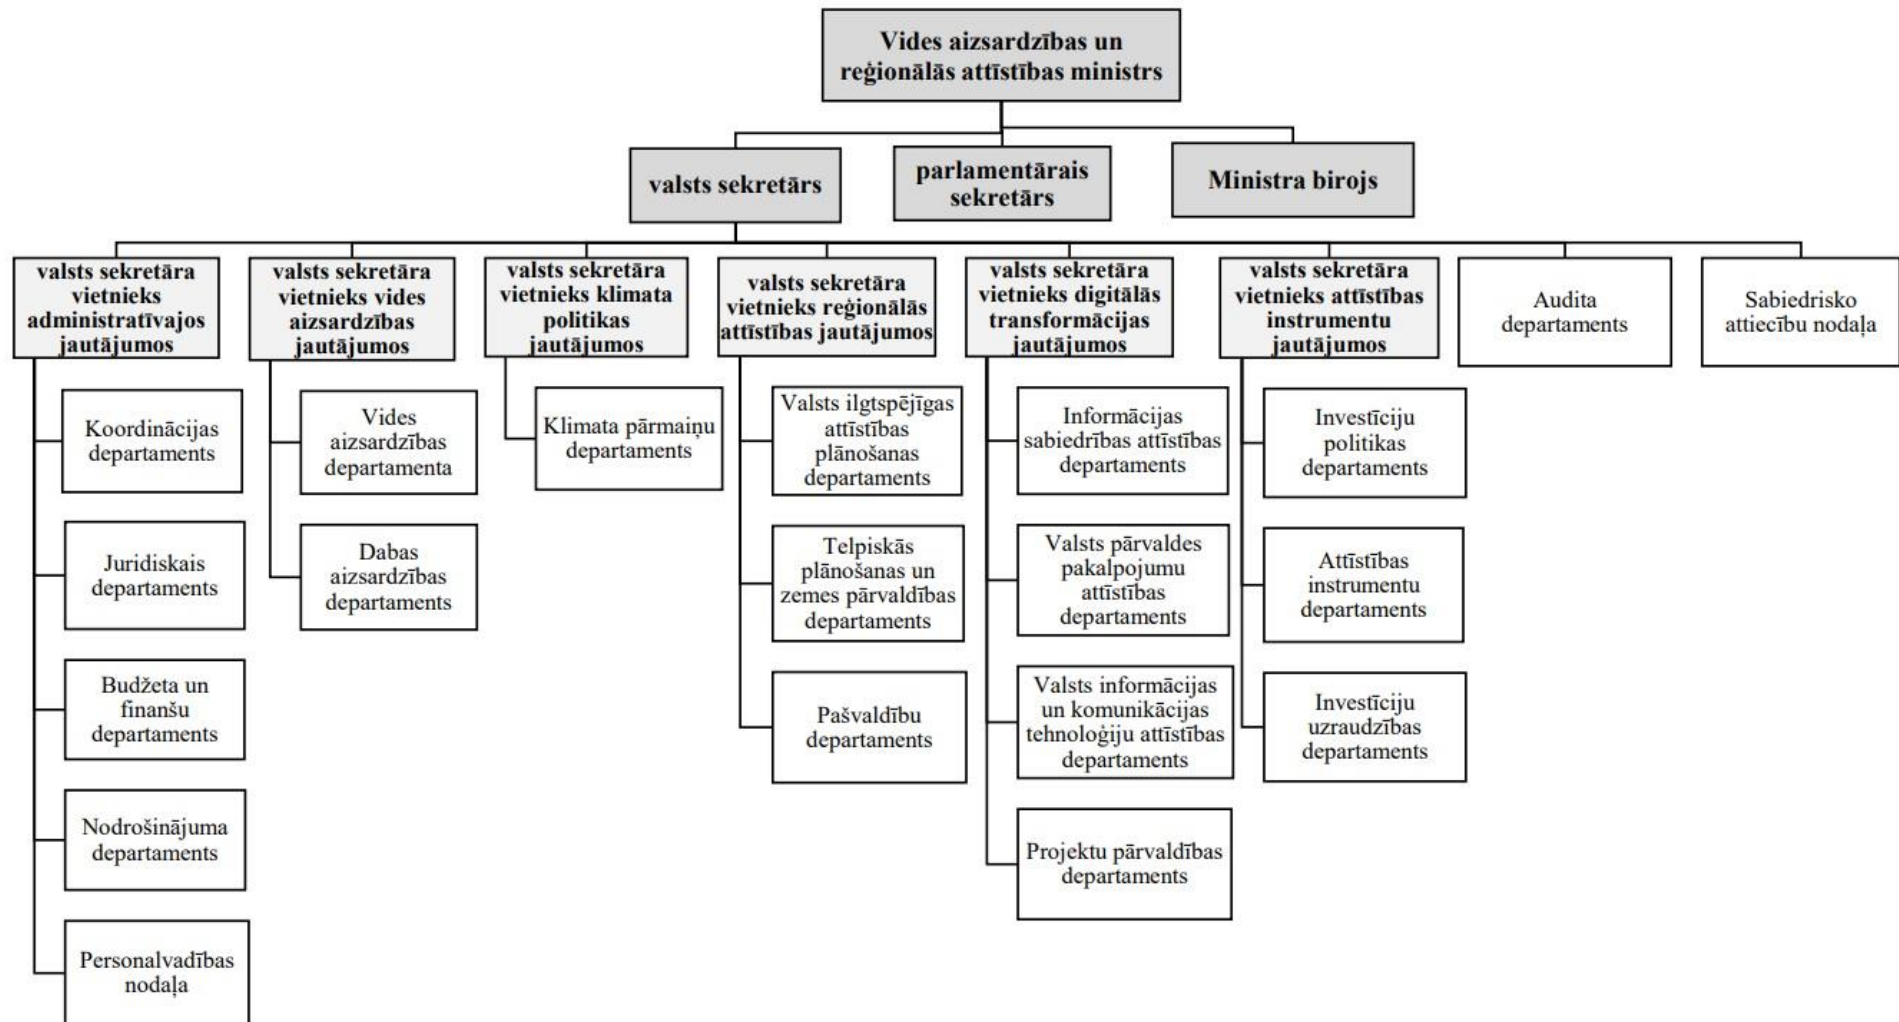 Vides aizsardzības un
reģionālās attīstības ministrs
valsts sekretārs
parlamentārais
sekretārs
Ministra birojs
valsts sekretāra
vietnieks
administratīvajos
jautājumos
valsts sekretāra
vietnieks vides
aizsardzības
jautājumos
valsts sekretāra
vietnieks klimata
politikas
jautājumos
valsts sekretāra
vietnieks reģionālās
attīstības jautājumos
valsts sekretāra
vietnieks digitālās
transformācijas
jautājumos
valsts sekretāra
vietnieks attīstības
instrumentu
jautājumos
Audita
departaments
Sabiedrisko
attiecību nodaļa
Koordinācijas
departaments
Juridiskais
departaments
Budžeta un
finanšu
departaments
Nodrošinājuma
departaments
Personalvadības
nodaļa
Vides
aizsardzības
departamenta
Dabas
aizsardzības
departaments
Klimata pārmaiņu
departaments
Valsts ilgtspējīgas
attīstības
plānošanas
departaments
Telpiskās
plānošanas un
zemes pārvaldības
departaments
Pašvaldību
departaments
Informācijas
sabiedrības attīstības
departaments
Valsts pārvaldes
pakalpojumu
attīstības
departaments
Valsts informācijas
un komunikācijas
tehnoloģiju attīstības
departaments
Projektu pārvaldības
departaments
Investīciju
politikas
departaments
Attīstības
instrumentu
departaments
Investīciju
uzraudzības
departaments